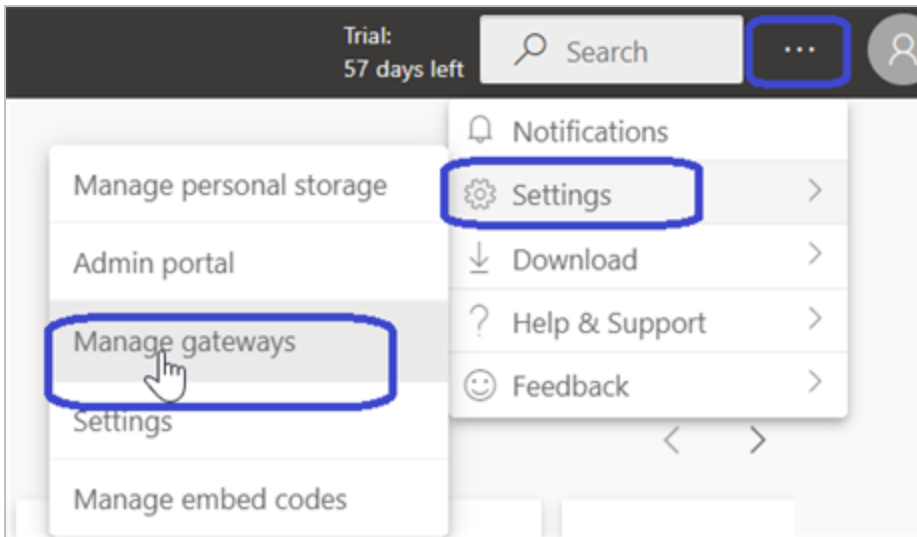 Trial:
57 days left
Search
...
Notifications
Settings
Download
Help & Support
Feedback
Manage personal storage
Admin portal
Manage gateways
Settings
Manage embed codes